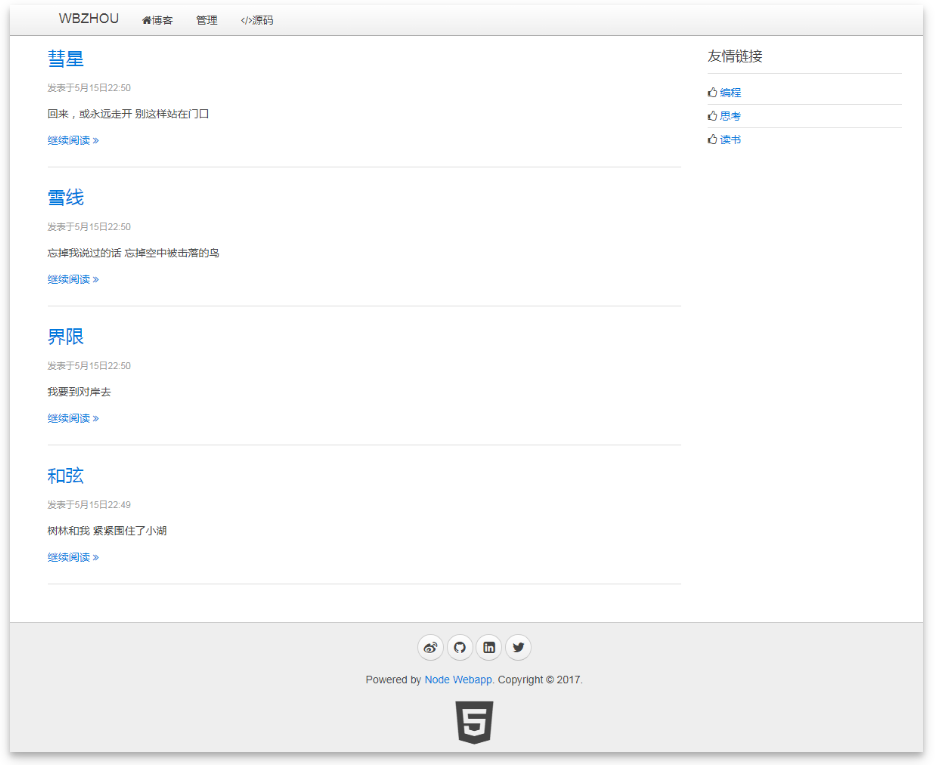 WBZHOU 博客 管理 </>源码
彗星
发表于5月15日22:50
回来，或永远走开 别这样站在门口
继续阅读 »
雪线
发表于5月15日22:50
忘掉我说过的话 忘掉空中被击落的鸟
继续阅读 »
界限
发表于5月15日22:50
我要到对岸去
继续阅读 »
和弦
发表于5月15日22:49
树林和我 紧紧围住了小湖
继续阅读 »
友情链接
编程
思考
读书
Powered by Node Webapp. Copyright © 2017.